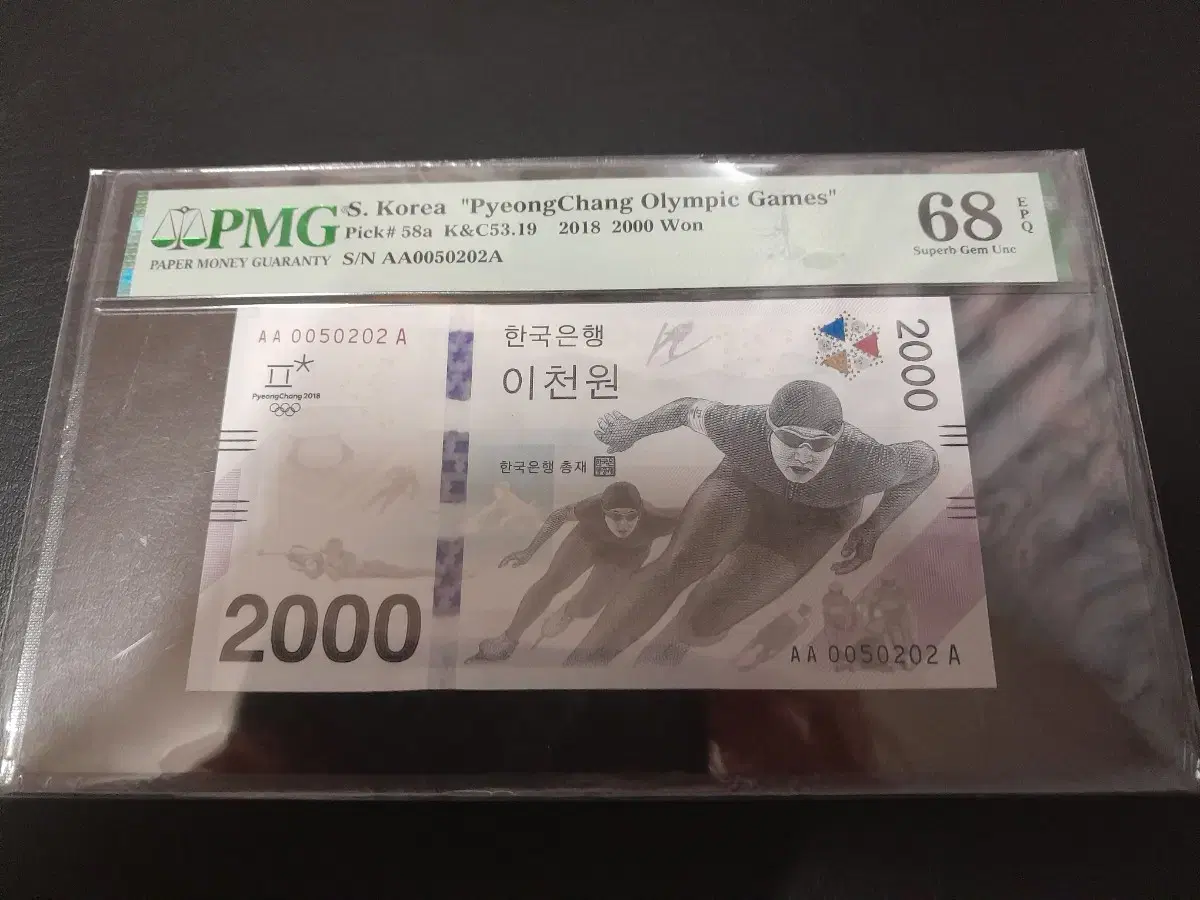 PMG
PAPER MONEY GUARANTY
S. Korea "PyeongChang Olympic Games"
Pick# 58a K&C53.19 2018 2000 Won
S/N AA0050202A
68
EPQ
Superb Gem Unc
AA 0050202 A
PyeongChang 2018
한국은행
이천원
한국은행 총재
2000
2000
AA 0050202 A